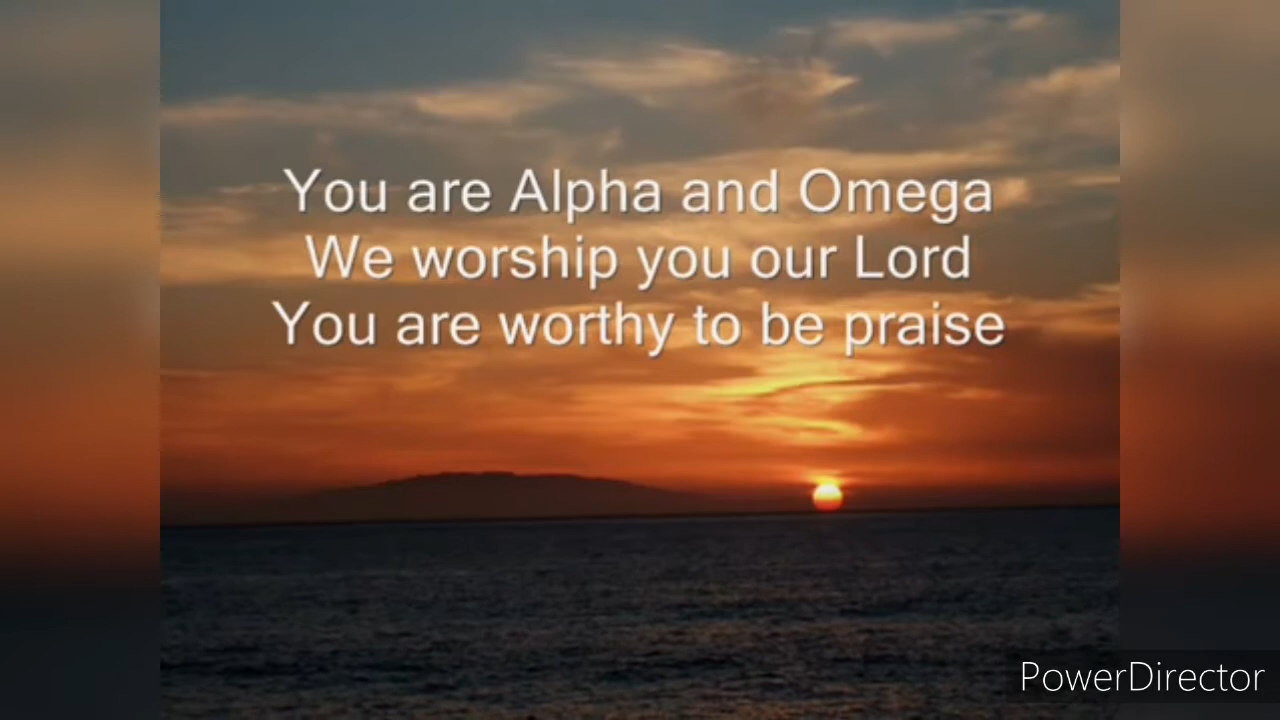 You are Alpha and Omega
We worship you our Lord
You are worthy to be praise
PowerDirector